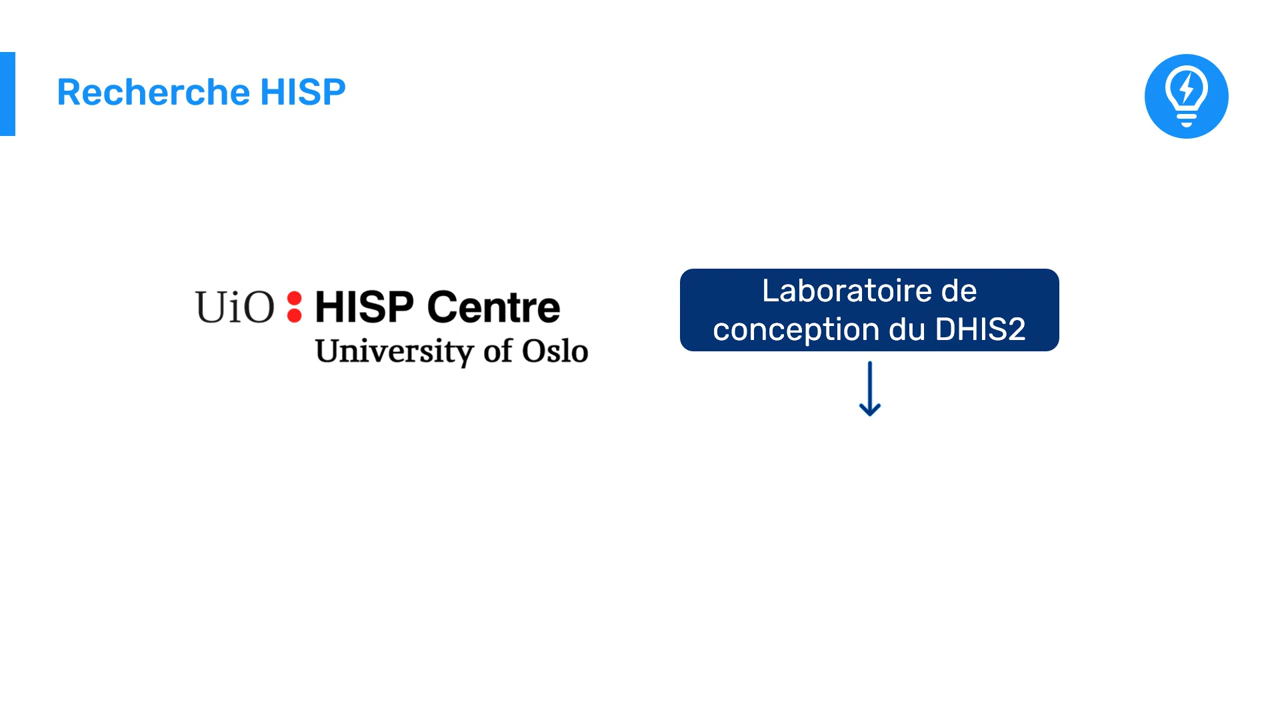 Recherche HISP
UiO : HISP Centre
University of Oslo
Laboratoire de
conception du DHIS2